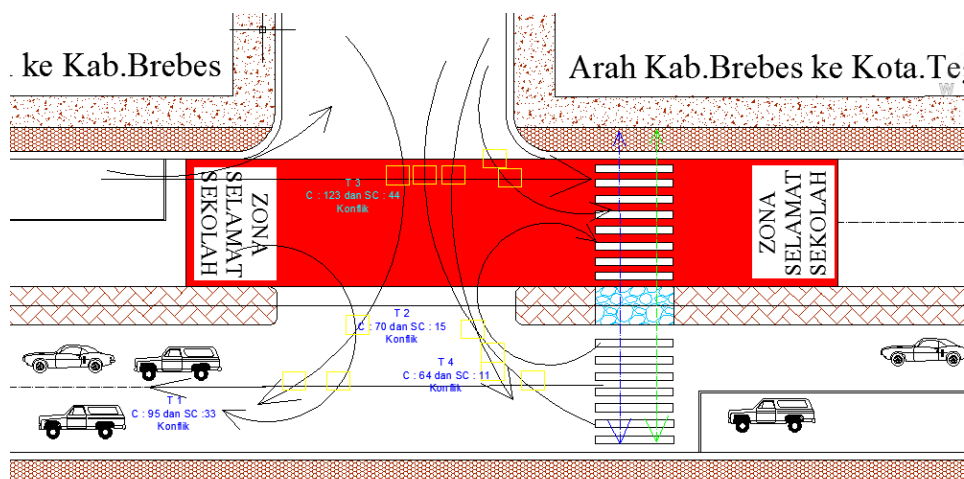 ke Kab.Brebes
Arah Kab.Brebes ke Kota.Teg
W
ZONA
SELAMAT
SEKOLAH
T 3
C : 123 dan SC : 44
Konflik
ZONA
SELAMAT
SEKOLAH
T 2
C : 70 dan SC : 15
Konflik
T 4
C : 64 dan SC : 11
Konflik
T 1
C : 95 dan SC :33
Konflik